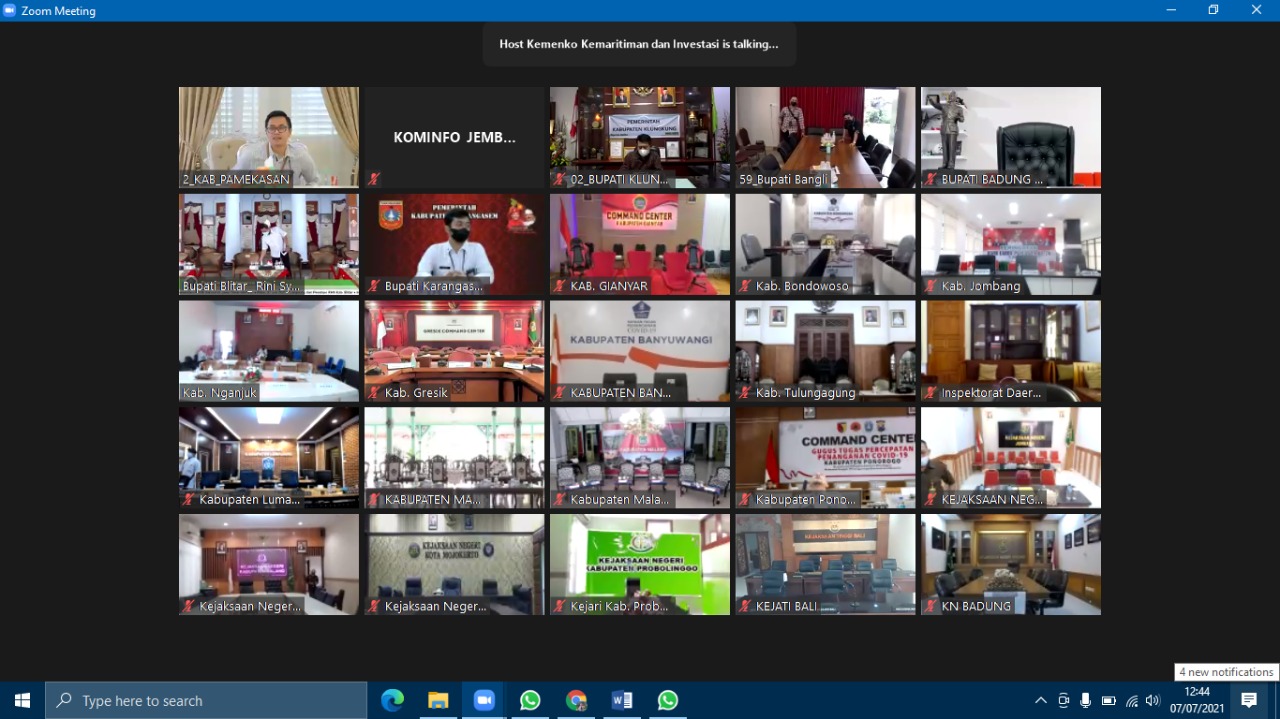 Zoom Meeting
Host Kemenko Kemaritiman dan Investasi is talking...
2_KAB_PAMEKASAN
KOMINFO JEMB...
PEMERINTAH
KABUPATEN KLUNGKUNG
02_BUPATI KLUN...
59_Bupati Bangli
BUPATI BADUNG ...
Bupati Blitar_ Rini Sy...
PEMERINTAH
Bupati Karangas...
COMMAND CENTER
KABUPATEN GIANYAR
KAB. GIANYAR
Kab. Bondowoso
Kab. Jombang
Kab. Nganjuk
GRESIK COMMAND CENTER
Kab. Gresik
COVID-19
KABUPATEN BANYUWANGI
KABUPATEN BAN...
Kab. Tulungagung
Inspektorat Daer...
Kabupaten Luma...
KABUPATEN MA...
Kabupaten Mala...
COMMAND CENTER
GUGUS TUGAS PERCEPATAN
PENANGANAN COVID-19
KABUPATEN PONOROGO
Kabupaten Pono...
KEJAKSAAN NEG...
Kejaksaan Neger...
KEJAKSAAN NEGERI
KOTA MOJOKERTO
Kejaksaan Neger...
KEJAKSAAN NEGERI
KABUPATEN PROBOLINGGO
Kejari Kab. Prob...
KEJAKSAAN TINGGI BALI
KEJATI BALI
KN BADUNG
4 new notifications
Type here to search
12:44
07/07/2021